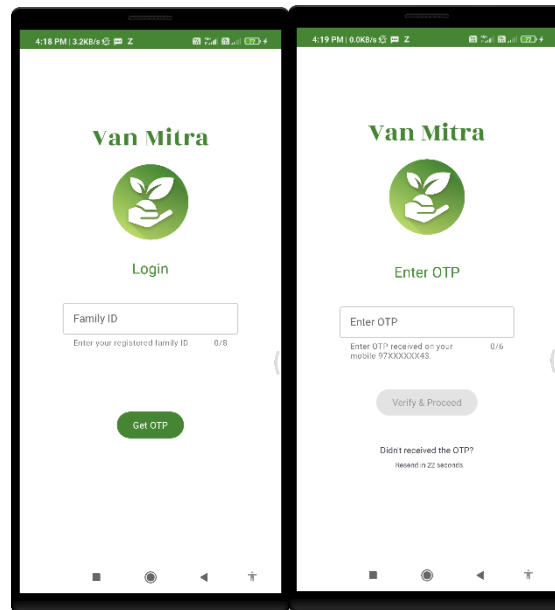 4:18 PM | 3.2KB/s Z
Van Mitra
Login
Family ID
Enter your registered family ID 0/8
Get OTP
4:19 PM | 0.0KB/s Z
Van Mitra
Enter OTP
Enter OTP
Enter OTP received on your 0/6
mobile 97XXXXXX43.
Verify & Proceed
Didn't received the OTP?
Resend in 22 seconds